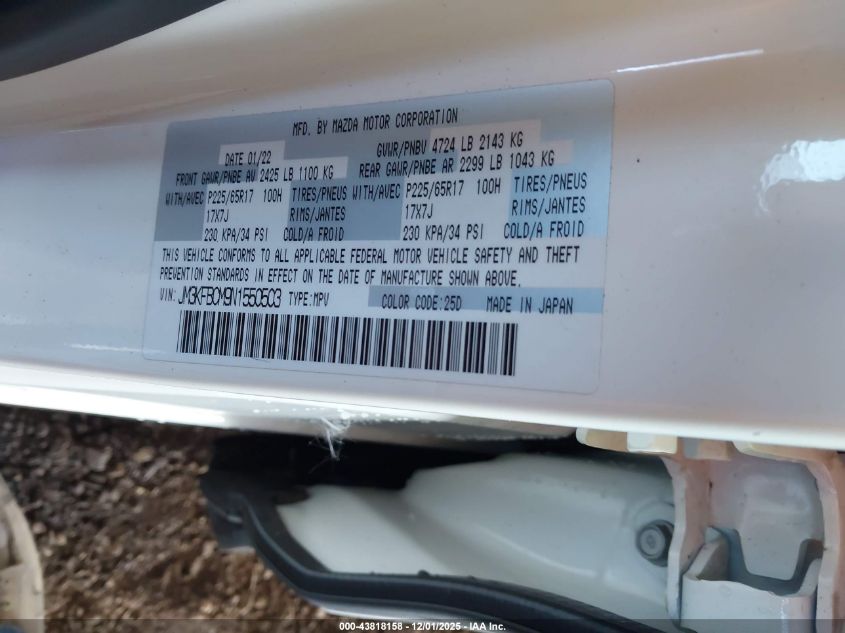 MFD. BY MAZDA MOTOR CORPORATION
DATE 01/22 GVWR/PNBV 4724 LB 2143 KG
FRONT GAWR/PNBE AV 2425 LB 1100 KG REAR GAWR/PNBE AR 2299 LB 1043 KG
WITH/AVEC P225/65R17 100H TIRES/PNEUS WITH/AVEC P225/65R17 100H TIRES/PNEUS
17X7J RIMS/JANTES 17X7J RIMS/JANTES
230 KPA/34 PSI COLD/A FROID 230 KPA/34 PSI COLD/A FROID
THIS VEHICLE CONFORMS TO ALL APPLICABLE FEDERAL MOTOR VEHICLE SAFETY AND THEFT
PREVENTION STANDARDS IN EFFECT ON THE DATE OF MANUFACTURE SHOWN ABOVE.
VIN: JM3KFBCM9N1550503 TYPE:MPV COLOR CODE:25D MADE IN JAPAN
000-43818158 - 12/01/2025 - IAA Inc.